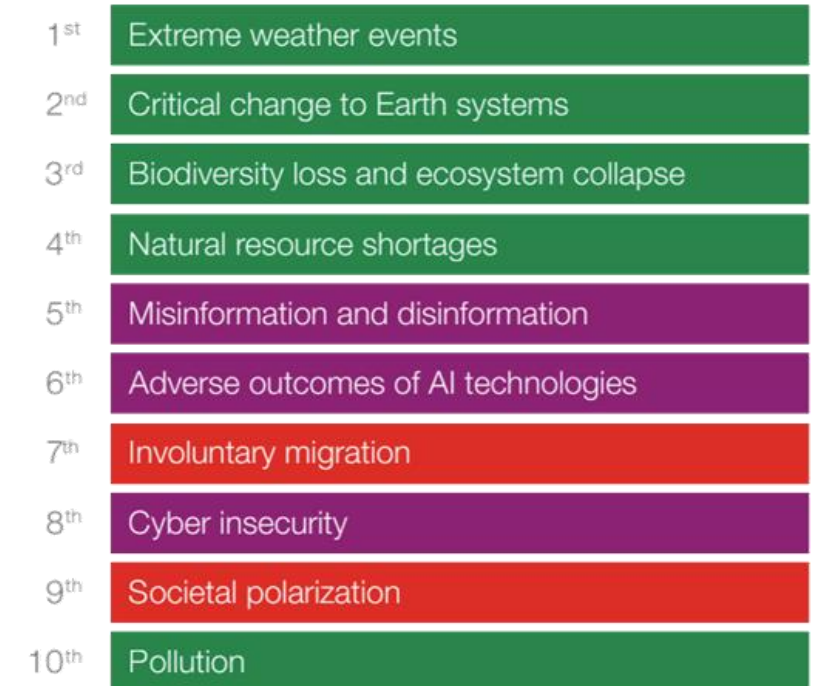 1st Extreme weather events
2nd Critical change to Earth systems
3rd Biodiversity loss and ecosystem collapse
4th Natural resource shortages
5th Misinformation and disinformation
6th Adverse outcomes of AI technologies
7th Involuntary migration
8th Cyber insecurity
9th Societal polarization
10th Pollution